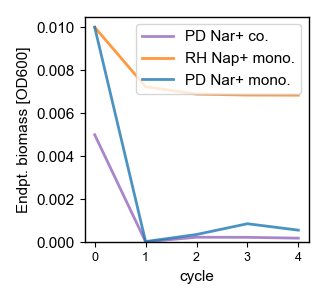 Endpt. biomass [OD600]
0.010
0.008
0.006
0.004
0.002
0.000
PD Nar+ co.
RH Nap+ mono.
PD Nar+ mono.
0 1 2 3 4
cycle